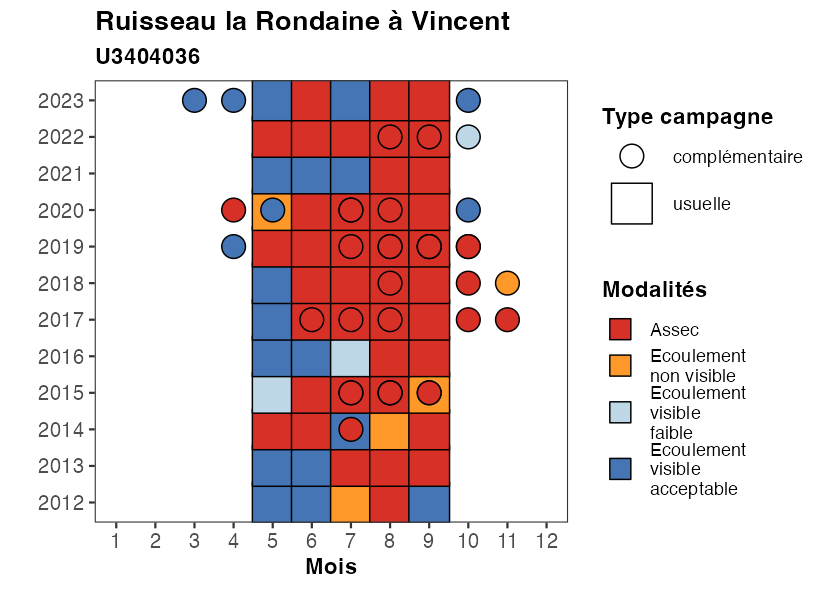 Ruisseau la Rondaine à Vincent
U3404036
2023
2022
2021
2020
2019
2018
2017
2016
2015
2014
2013
2012
1 2 3 4 5 6 7 8 9 10 11 12
Mois
Type campagne
complémentaire
usuelle
Modalités
Assec
Ecoulement
non visible
Ecoulement
visible
faible
Ecoulement
visible
acceptable